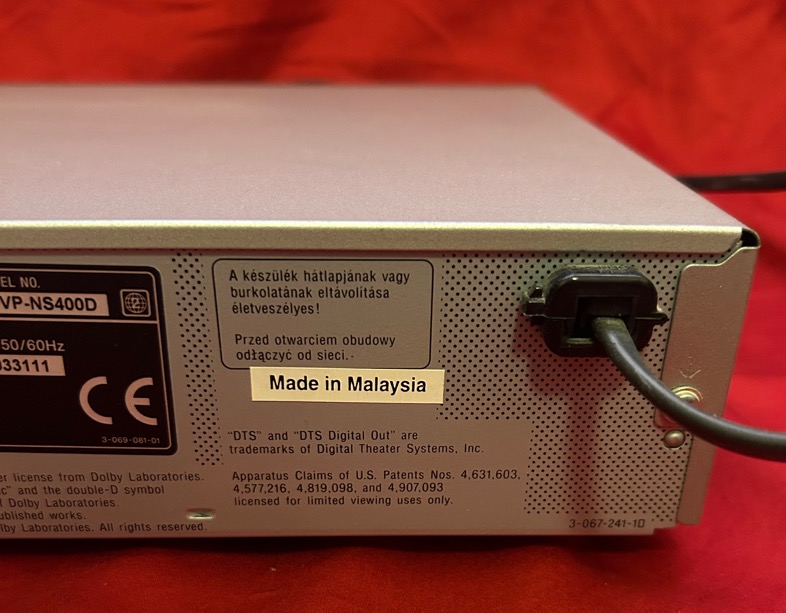 EL NO.
VP-NS400D
2
50/60Hz
033111
CE
3-069-081-01
A készülék hátlapjának vagy
burkolatának eltávolítása
életveszélyes!
Przed otwarciem obudowy
odłączyć od sieci.-
Made in Malaysia
"DTS" and "DTS Digital Out" are
trademarks of Digital Theater Systems, Inc.
Apparatus Claims of U.S. Patents Nos. 4,631,603,
4,577,216, 4,819,098, and 4,907,093
licensed for limited viewing uses only.
er license from Dolby Laboratories.
ic" and the double-D symbol
Dolby Laboratories.
ublished works.
lby Laboratories. All rights reserved.
3-067-241-1D